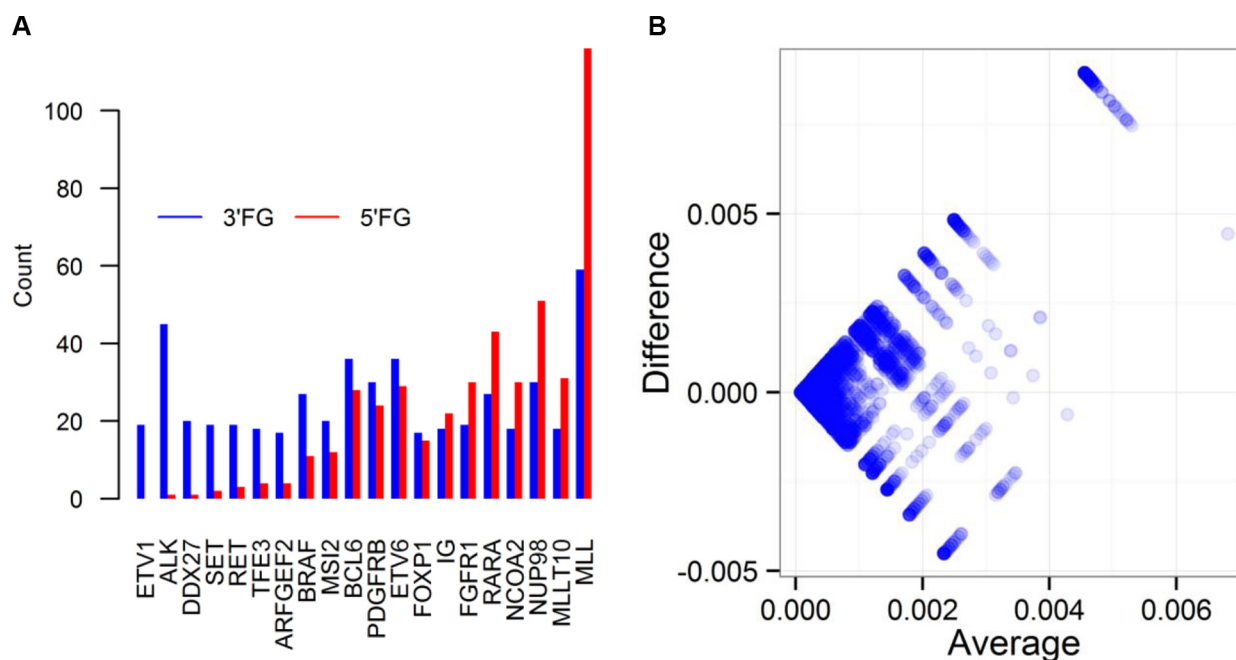 A
B
100
80
60
40
20
0
Count
3'FG
5'FG
ETV1
ALK
DDX27
SET
RET
TFE3
ARFGEF2
BRAF
MSI2
BCL6
PDGFRB
ETV6
FOXP1
IG
FGFR1
RARA
NCOA2
NUP98
MLLT10
MLL
Difference
0.005
0.000
-0.005
0.000
0.002
0.004
0.006
Average